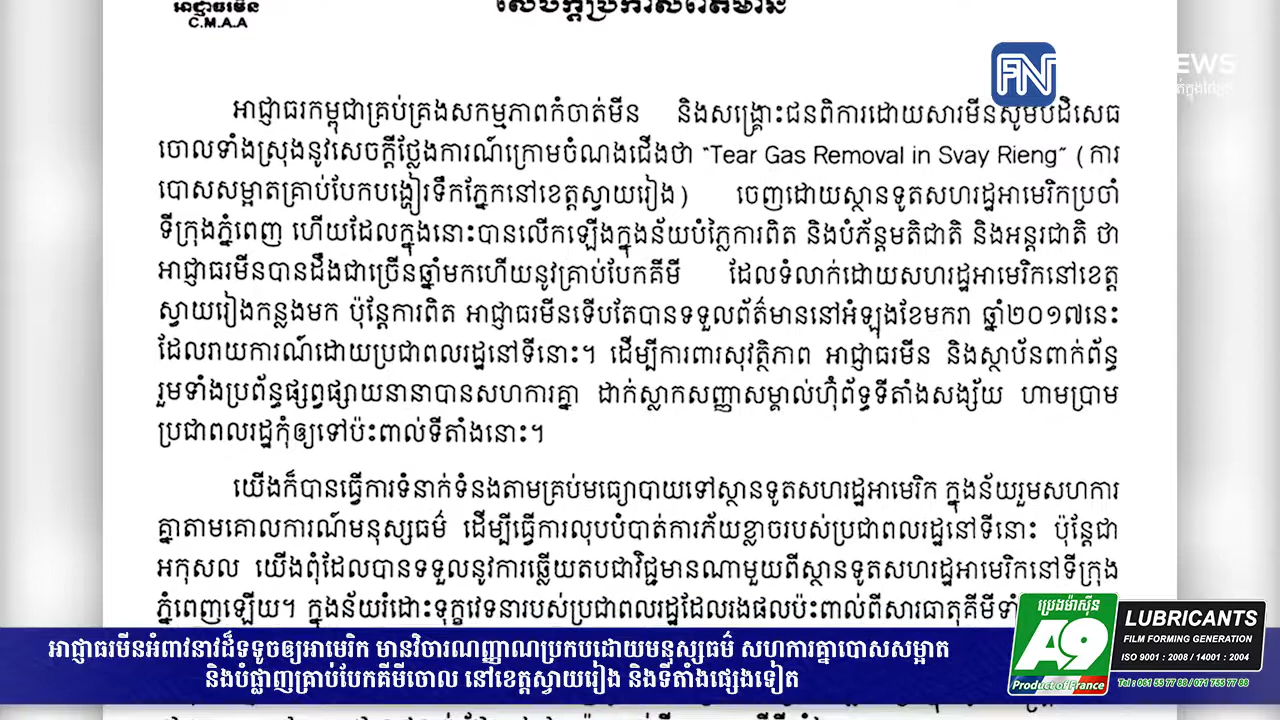 អាជ្ញាធរមីន
C.M.A.A
សេចក្ដីប្រកាសព័ត៌មាន
FN
EWS
អាជ្ញាធរកម្ពុជាគ្រប់គ្រងសកម្មភាពកំចាត់មីន និងសង្គ្រោះជនពិការដោយសារមីនសូមបដិសេធ
ចោលទាំងស្រុងនូវសេចក្តីថ្លែងការណ៍ក្រោមចំណងជើងថា “Tear Gas Removal in Svay Rieng” (ការ
បោសសម្អាតគ្រាប់បែកបង្ហៀរទឹកភ្នែកនៅខេត្តស្វាយរៀង) ចេញដោយស្ថានទូតសហរដ្ឋអាមេរិកប្រចាំ
ទីក្រុងភ្នំពេញ ហើយដែលក្នុងនោះបានលើកឡើងក្នុងន័យបំភ្លៃការពិត និងបំភ័ន្តមតិជាតិ និងអន្តរជាតិ ថា
អាជ្ញាធរមីនបានដឹងជាច្រើនឆ្នាំមកហើយនូវគ្រាប់បែកគីមី ដែលទំលាក់ដោយសហរដ្ឋអាមេរិកនៅខេត្ត
ស្វាយរៀងកន្លងមក ប៉ុន្តែការពិត អាជ្ញាធរមីនទើបតែបានទទួលព័ត៌មាននៅអំឡុងខែមករា ឆ្នាំ២០១៧នេះ
ដែលរាយការណ៍ដោយប្រជាពលរដ្ឋនៅទីនោះ។ ដើម្បីការពារសុវត្ថិភាព អាជ្ញាធរមីន និងស្ថាប័នពាក់ព័ន្ធ
រួមទាំងប្រព័ន្ធផ្សព្វផ្សាយនានាបានសហការគ្នា ដាក់ស្លាកសញ្ញាសម្គាល់ហ៊ុំព័ទ្ធទីតាំងសង្ស័យ ហាមប្រាម
ប្រជាពលរដ្ឋកុំឲ្យទៅប៉ះពាល់ទីតាំងនោះ។
យើងក៏បានធ្វើការទំនាក់ទំនងតាមគ្រប់មធ្យោបាយទៅស្ថានទូតសហរដ្ឋអាមេរិក ក្នុងន័យរួមសហការ
គ្នាតាមគោលការណ៍មនុស្សធម៌ ដើម្បីធ្វើការលុបបំបាត់ការភ័យខ្លាចរបស់ប្រជាពលរដ្ឋនៅទីនោះ ប៉ុន្តែជា
អកុសល យើងពុំដែលបានទទួលនូវការឆ្លើយតបជាវិជ្ជមានណាមួយពីស្ថានទូតសហរដ្ឋអាមេរិកនៅទីក្រុង
ភ្នំពេញឡើយ។ ក្នុងន័យរំដោះទុក្ខវេទនារបស់ប្រជាពលរដ្ឋដែលរងផលប៉ះពាល់ពីសារធាតុគីមីទាំ
អាជ្ញាធរមីនអំពាវនាវដ៏ទទូចឲ្យអាមេរិក មានវិចារណញ្ញាណប្រកបដោយមនុស្សធម៌ សហការគ្នាបោសសម្អាត
និងបំផ្លាញគ្រាប់បែកគីមីចោល នៅខេត្តស្វាយរៀង និងទីតាំងផ្សេងទៀត
ប្រេងម៉ាស៊ីន
A9
Product of France
LUBRICANTS
FILM FORMING GENERATION
ISO 9001 : 2008 / 14001 : 2004
Tel : 061 55 77 88 / 071 755 77 88